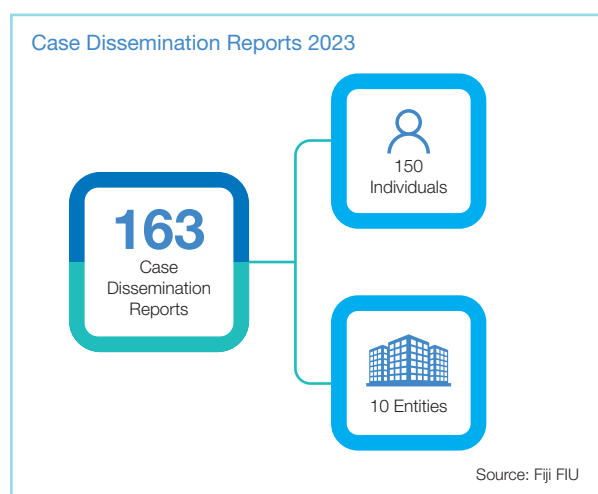 Case Dissemination Reports 2023
163
Case
Dissemination
Reports
150
Individuals
10 Entities
Source: Fiji FIU